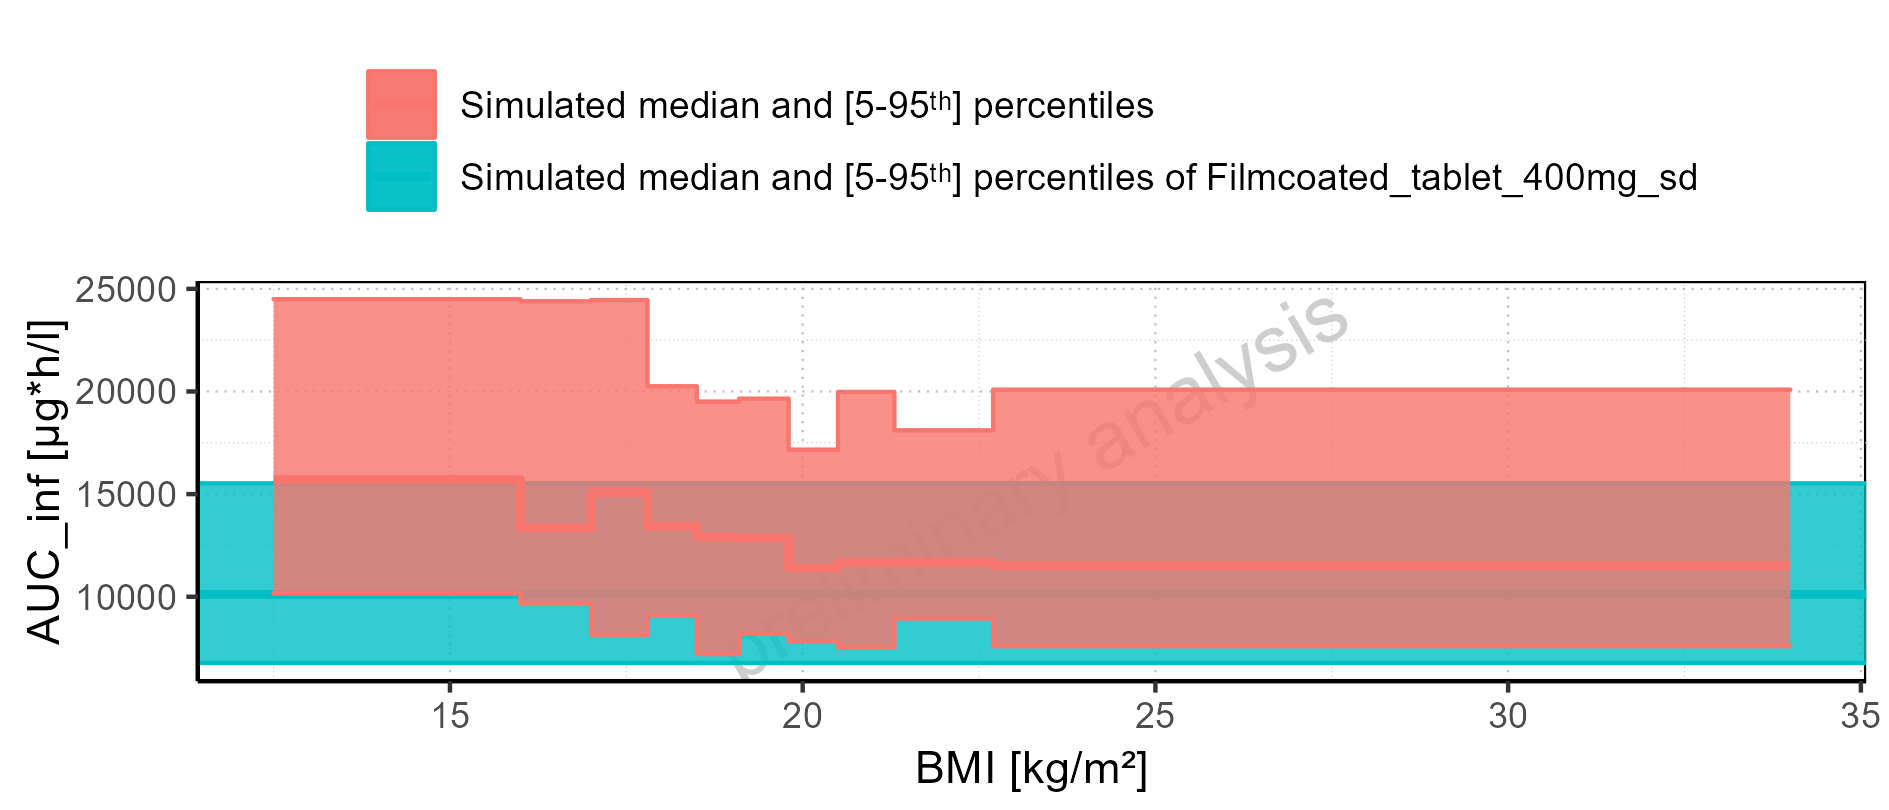 Simulated median and [5-95ᵗʰ] percentiles
Simulated median and [5-95ᵗʰ] percentiles of Filmcoated_tablet_400mg_sd
AUC_inf [µg*h/l]
25000
20000
15000
10000
preliminary analysis
15 20 25 30 35
BMI [kg/m²]